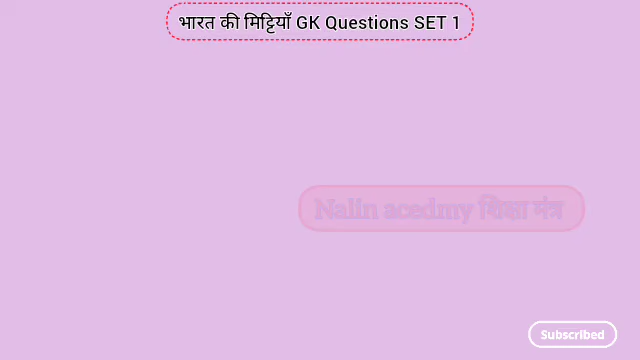 भारत की मिट्टियाँ GK Questions SET 1
Nalin acedmy शिक्षा मंत्र
Subscribed